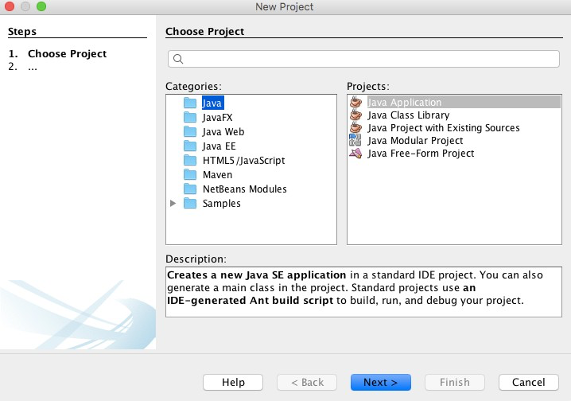 New Project
Steps
1. Choose Project
2. ...
Choose Project
Categories:
Java
JavaFX
Java Web
Java EE
HTML5/JavaScript
Maven
NetBeans Modules
Samples
Projects:
Java Application
Java Class Library
Java Project with Existing Sources
Java Modular Project
Java Free-Form Project
Description:
Creates a new Java SE application in a standard IDE project. You can also
generate a main class in the project. Standard projects use an
IDE-generated Ant build script to build, run, and debug your project.
Help
< Back
Next >
Finish
Cancel